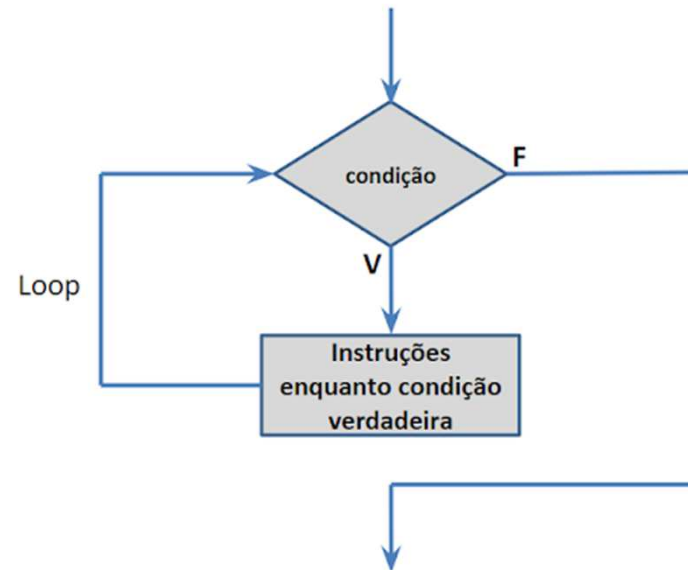 condição
F
V
Loop
Instruções
enquanto condição
verdadeira